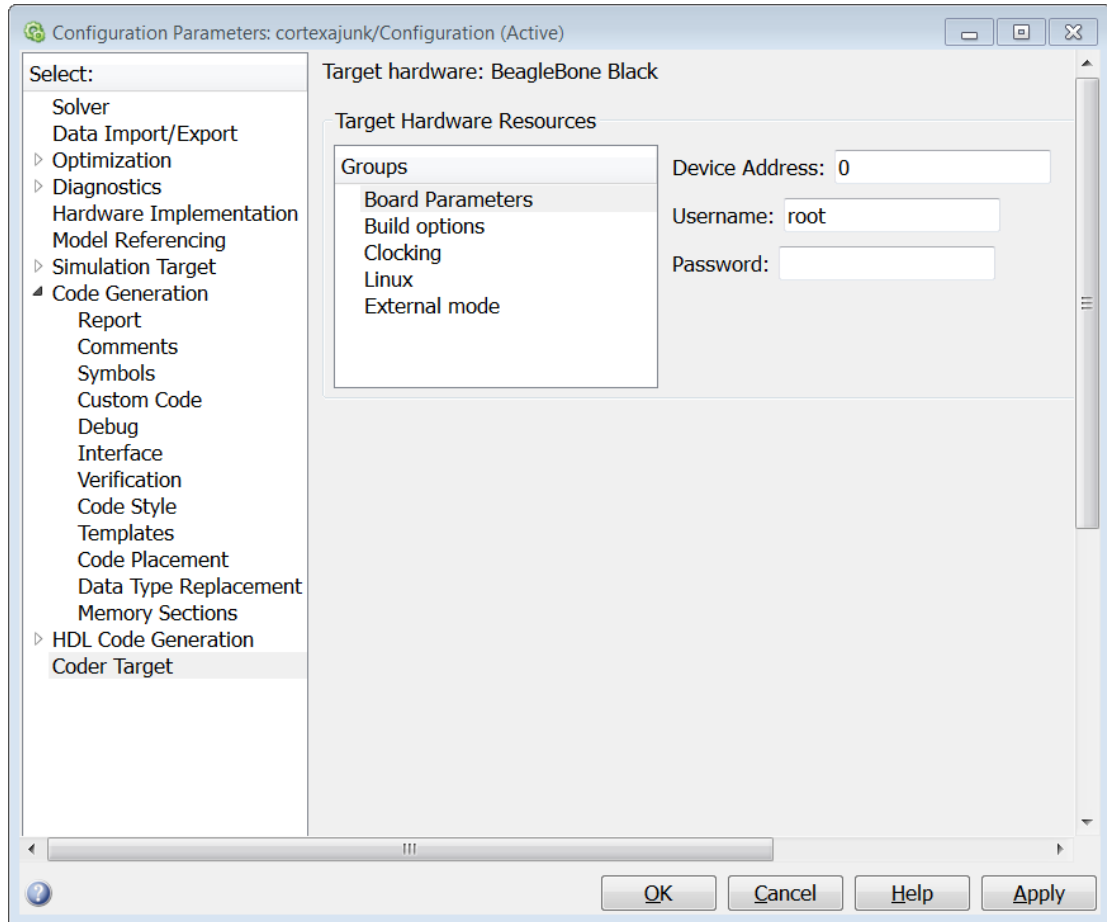 Configuration Parameters: cortexajunk/Configuration (Active)
Select:
Solver
Data Import/Export
Optimization
Diagnostics
Hardware Implementation
Model Referencing
Simulation Target
Code Generation
Report
Comments
Symbols
Custom Code
Debug
Interface
Verification
Code Style
Templates
Code Placement
Data Type Replacement
Memory Sections
HDL Code Generation
Coder Target
Target hardware: BeagleBone Black
Target Hardware Resources
Groups
Board Parameters
Build options
Clocking
Linux
External mode
Device Address: 0
Username: root
Password:
OK Cancel Help Apply